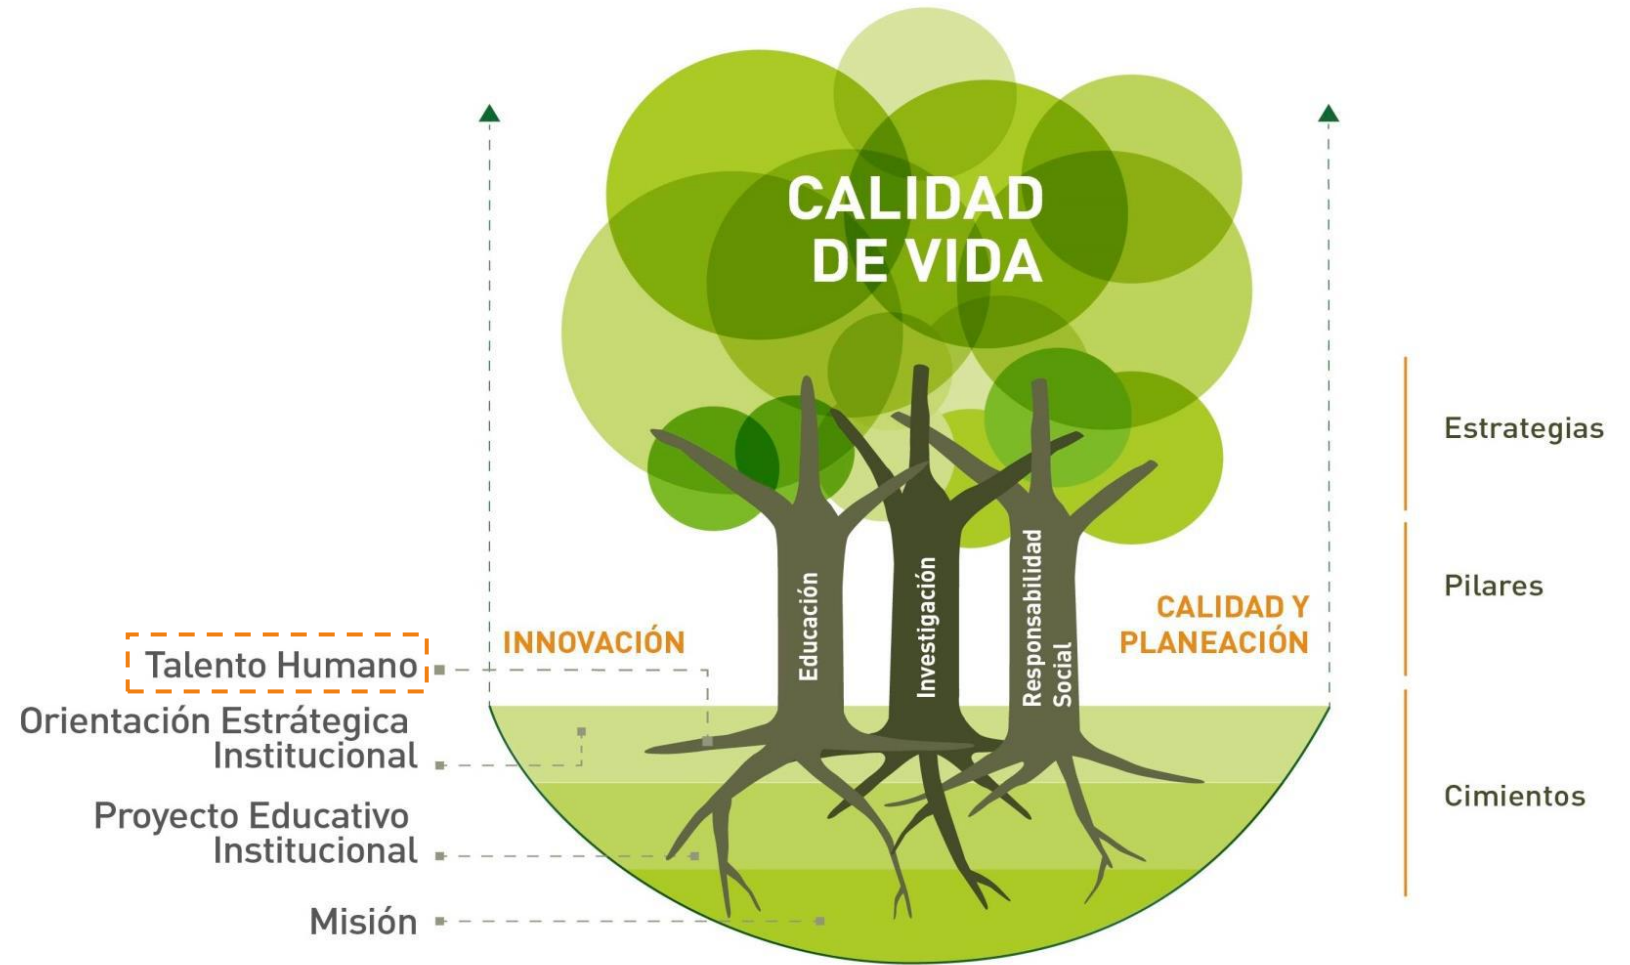 CALIDAD
DE VIDA
Estrategias
Pilares
Cimientos
Educación
Investigación
Responsabilidad
Social
INNOVACIÓN
CALIDAD Y
PLANEACIÓN
Talento Humano
Orientación Estrátegica
Institucional
Proyecto Educativo
Institucional
Misión